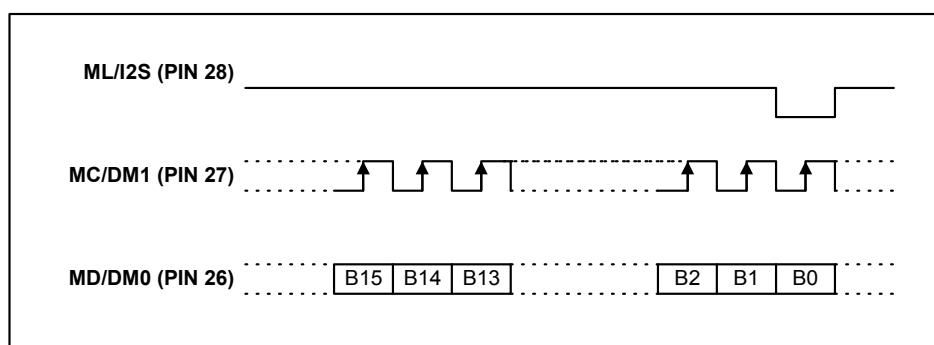 ML/I2S (PIN 28)
MC/DM1 (PIN 27)
MD/DM0 (PIN 26) B15 B14 B13 B2 B1 B0